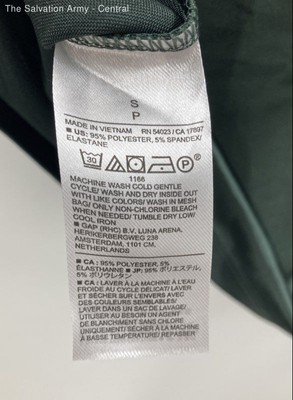 The Salvation Army - Central
S
P
MADE IN VIETNAM RN 54023 / CA 17897
■ US: 95% POLYESTER, 5% SPANDEX/
ELASTANE
30 P
1166
MACHINE WASH COLD GENTLE
CYCLE/ WASH AND DRY INSIDE OUT
WITH LIKE COLORS/ WASH IN MESH
BAG/ ONLY NON-CHLORINE BLEACH
WHEN NEEDED/ TUMBLE DRY LOW/
COOL IRON
■ GAP (RHC) B.V. LUNA ARENA,
HERIKERBERGWEG 238
AMSTERDAM, 1101 CM.
NETHERLANDS
■ CA : 95% POLYESTER, 5%
ÉLASTHANNE ■ JP: 95% ポリエステル,
5% ポリウレタン
■ CA : LAVER À LA MACHINE À L'EAU
FROIDE AU CYCLE DÉLICAT/ LAVER
ET SÉCHER SUR L'ENVERS AVEC
DES COULEURS SEMBLABLES/
LAVER DANS UN SAC DE LAVAGE/
UTILISER AU BESOIN UN AGENT
DE BLANCHIMENT SANS CHLORE
UNIQUEMENT/ SÉCHER À LA MACHINE
À BASSE TEMPÉRATURE/ REPASSER